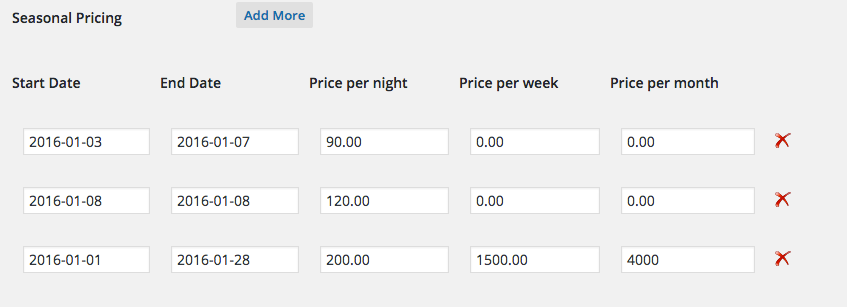 Seasonal Pricing Add More
Start Date End Date Price per night Price per week Price per month
2016-01-03 2016-01-07 90.00 0.00 0.00
2016-01-08 2016-01-08 120.00 0.00 0.00
2016-01-01 2016-01-28 200.00 1500.00 4000